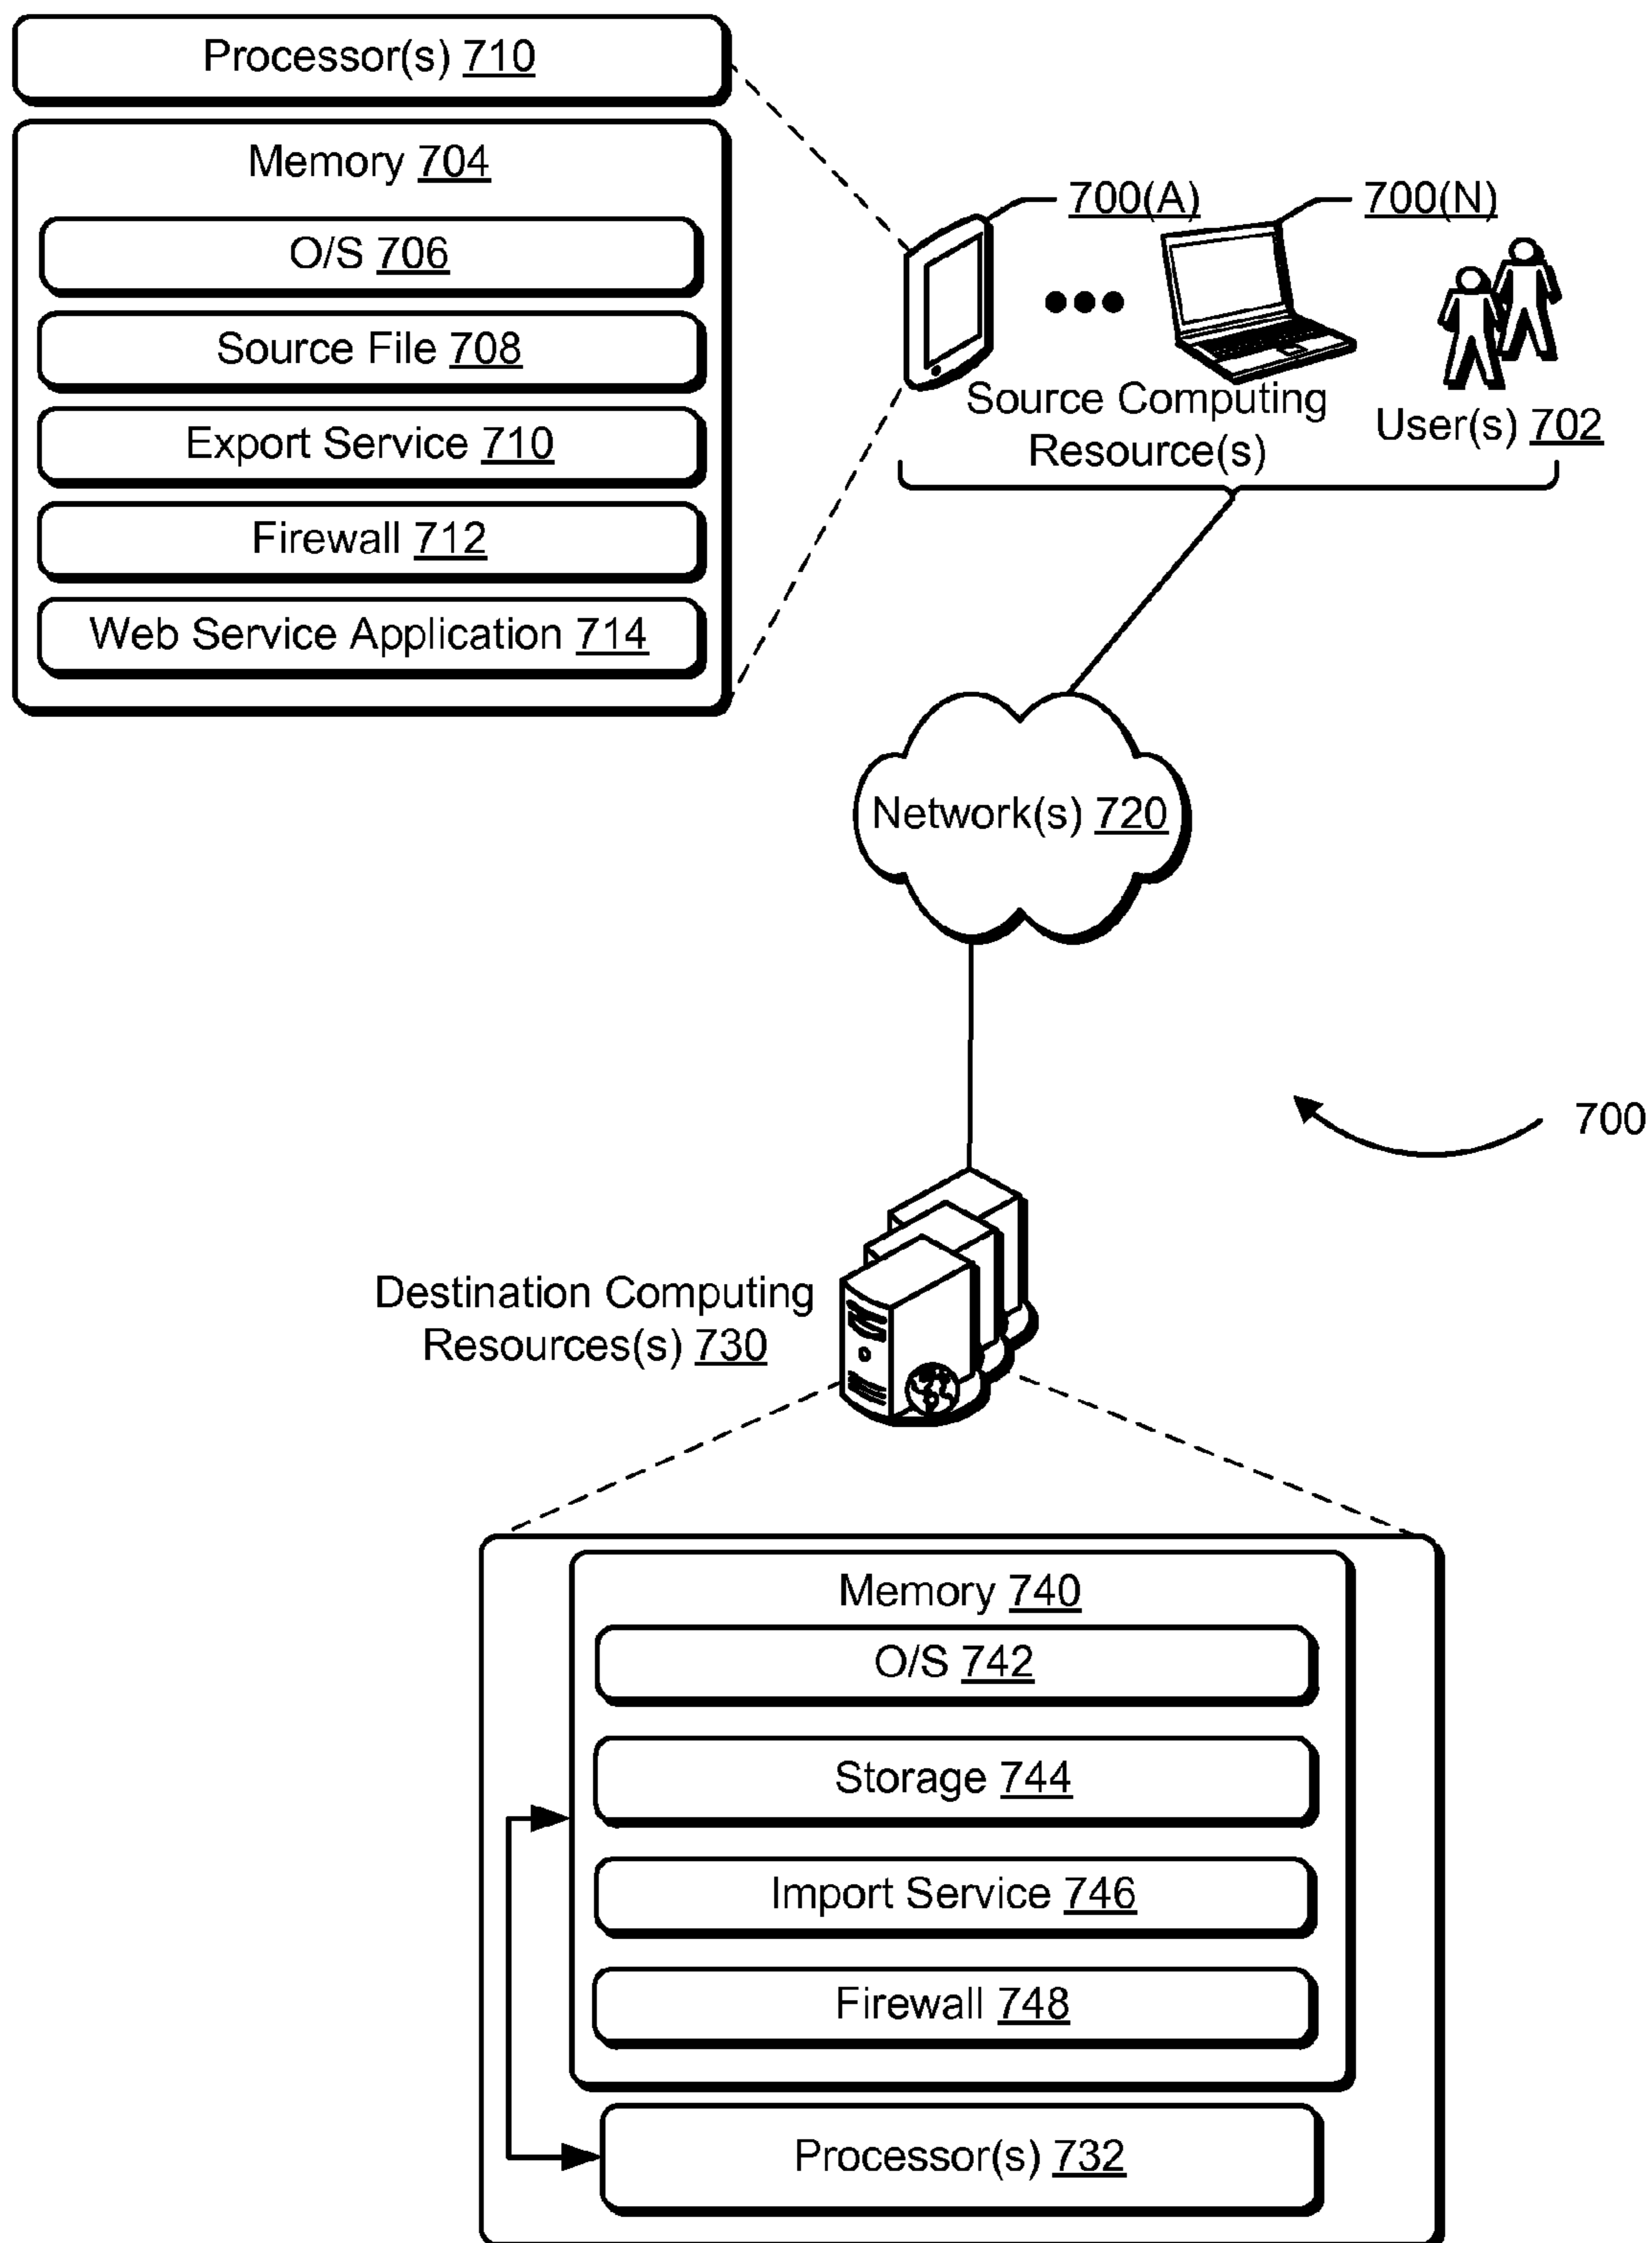 Processor(s) 710
Memory 704
O/S 706
Source File 708
Export Service 710
Firewall 712
Web Service Application 714
700(A)
700(N)
Source Computing
Resource(s)
User(s) 702
Network(s) 720
700
Destination Computing
Resources(s) 730
Memory 740
O/S 742
Storage 744
Import Service 746
Firewall 748
Processor(s) 732